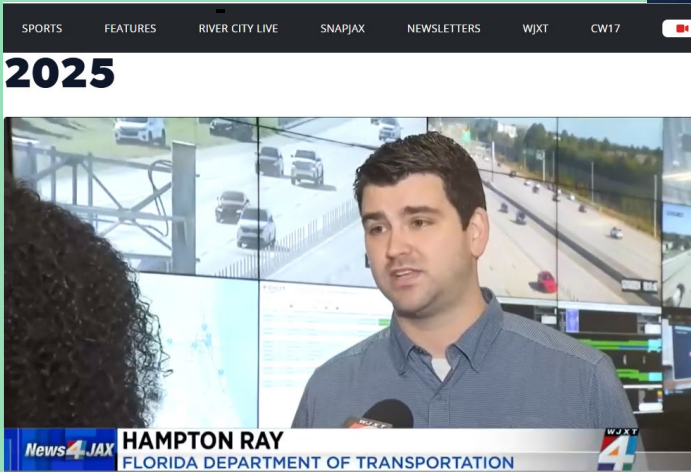 SPORTS FEATURES RIVER CITY LIVE SNAPJAX NEWSLETTERS WJXT CW17
2025
WJXT
WJXT
News4JAX HAMPTON RAY 4
FLORIDA DEPARTMENT OF TRANSPORTATION